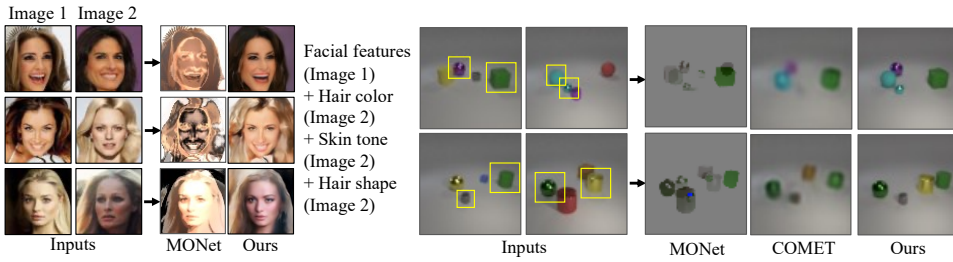 Image 1 Image 2
Facial features
(Image 1)
+ Hair color
(Image 2)
+ Skin tone
(Image 2)
+ Hair shape
(Image 2)
Inputs
MONet
Ours
Inputs
MONet
COMET
Ours